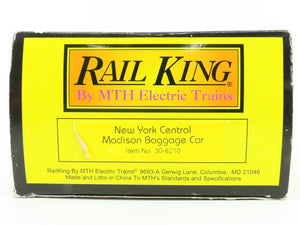 RAIL KING®
By MTH Electric Trains
New York Central
Madison Baggage Car
Item No. 30-6210
RailKing By MTH Electric Trains® 9693-A Gerwig Lane, Columbia, MD 21046
Made and Litho in China To MTH's Standards and Specifications